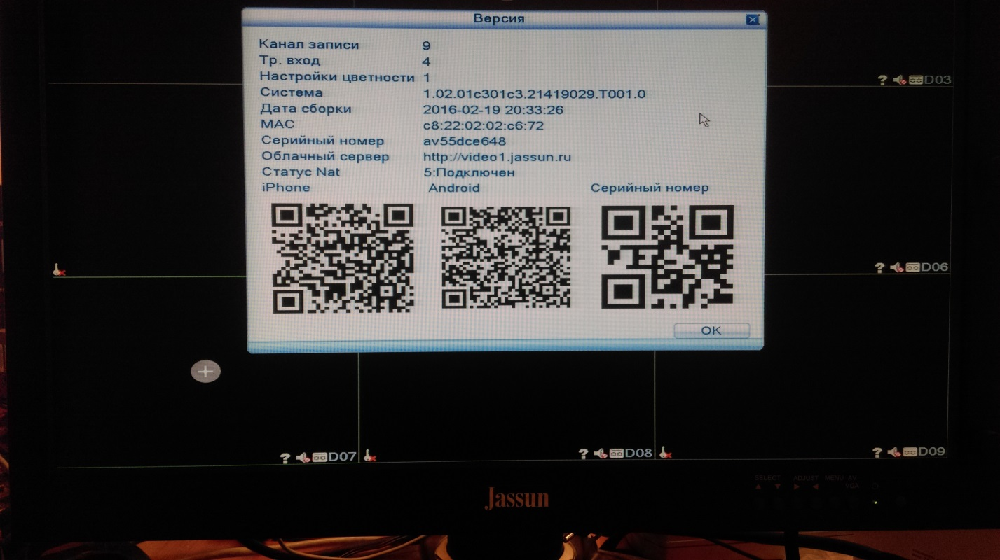 Версия
Канал записи 9
Тр. вход 4
Настройки цветности 1
Система 1.02.01c301c3.21419029.T001.0
Дата сборки 2016-02-19 20:33:26
MAC c8:22:02:02:c6:72
Серийный номер av55dce648
Облачный сервер http://video1.jassun.ru
Статус Nat 5:Подключен
iPhone Android Серийный номер
OK
? D03
? D06
? D07 ? D08 ? D09
SELECT ADJUST MENU AV
VGA
Jassun